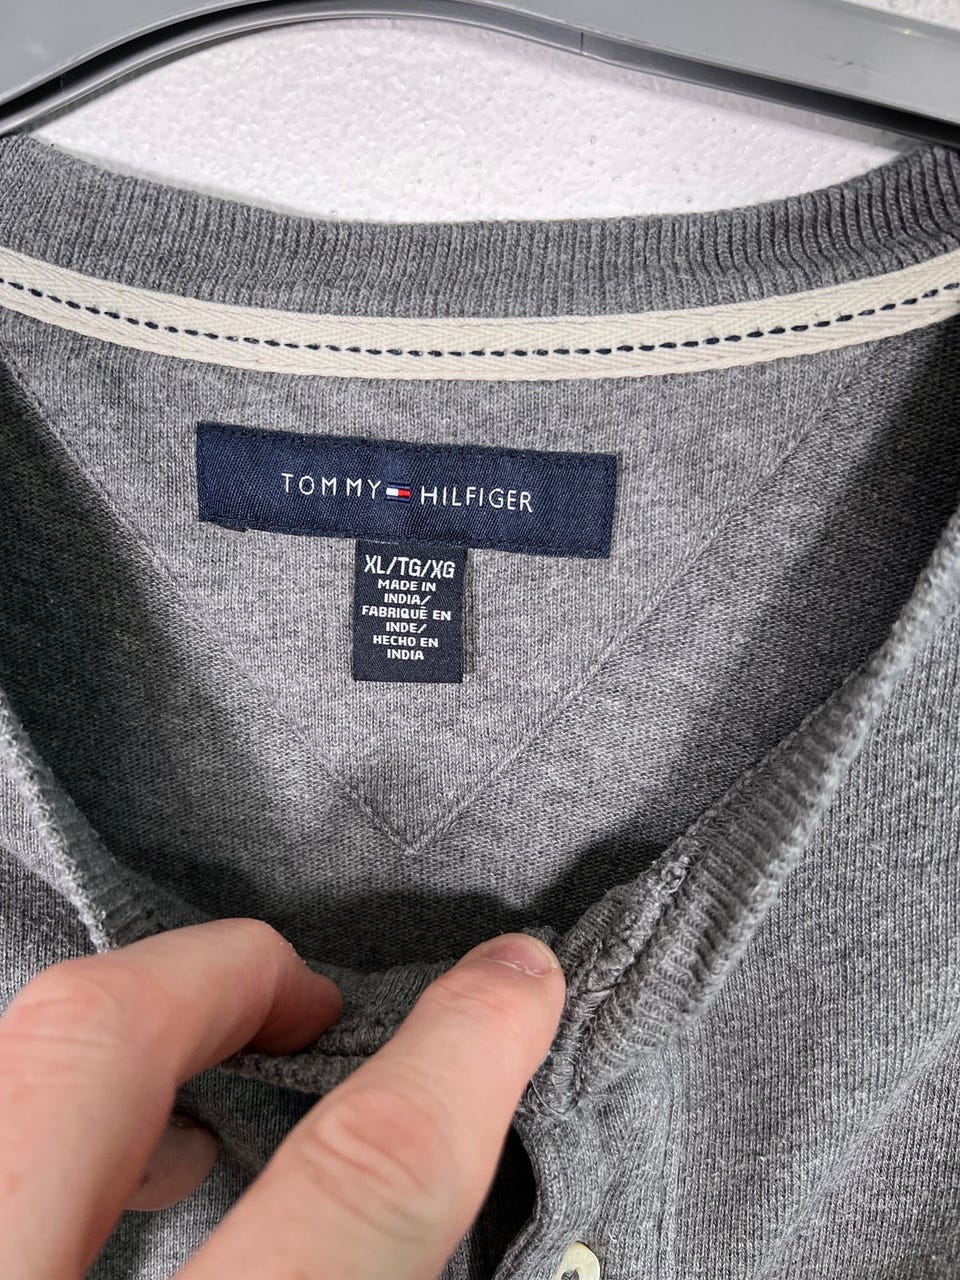 TOMMY HILFIGER
XL/TG/XG
MADE IN
INDIA/
FABRIQUÉ EN
INDE/
HECHO EN
INDIA